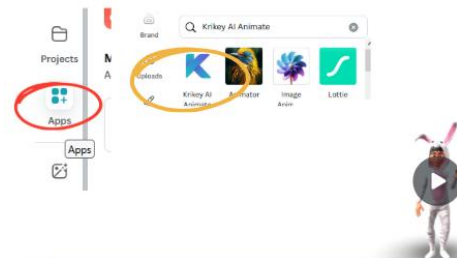 Projects
Apps
Apps
Brand
Krikey AI Animate
Uploads
Krikey AI
Animate
Animator
Image
Anim
Lottie